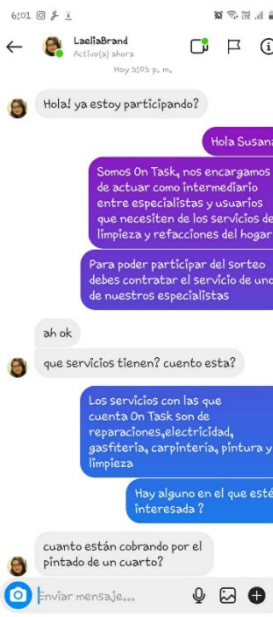 6:01
LaeliaBrand
Activo(a) ahora
Hoy 5:03 p. m.
Hola! ya estoy participando?
Hola Susana
Somos On Task, nos encargamos
de actuar como intermediario
entre especialistas y usuarios
que necesiten de los servicios de
limpieza y refacciones del hogar
Para poder participar del sorteo
debes contratar el servicio de uno
de nuestros especialistas
ah ok
que servicios tienen? cuento esta?
Los servicios con las que
cuenta On Task son de
reparaciones,electricidad,
gasfitería, carpintería, pintura y
limpieza
Hay alguno en el que esté
interesada ?
cuanto están cobrando por el
pintado de un cuarto?
Enviar mensaje...